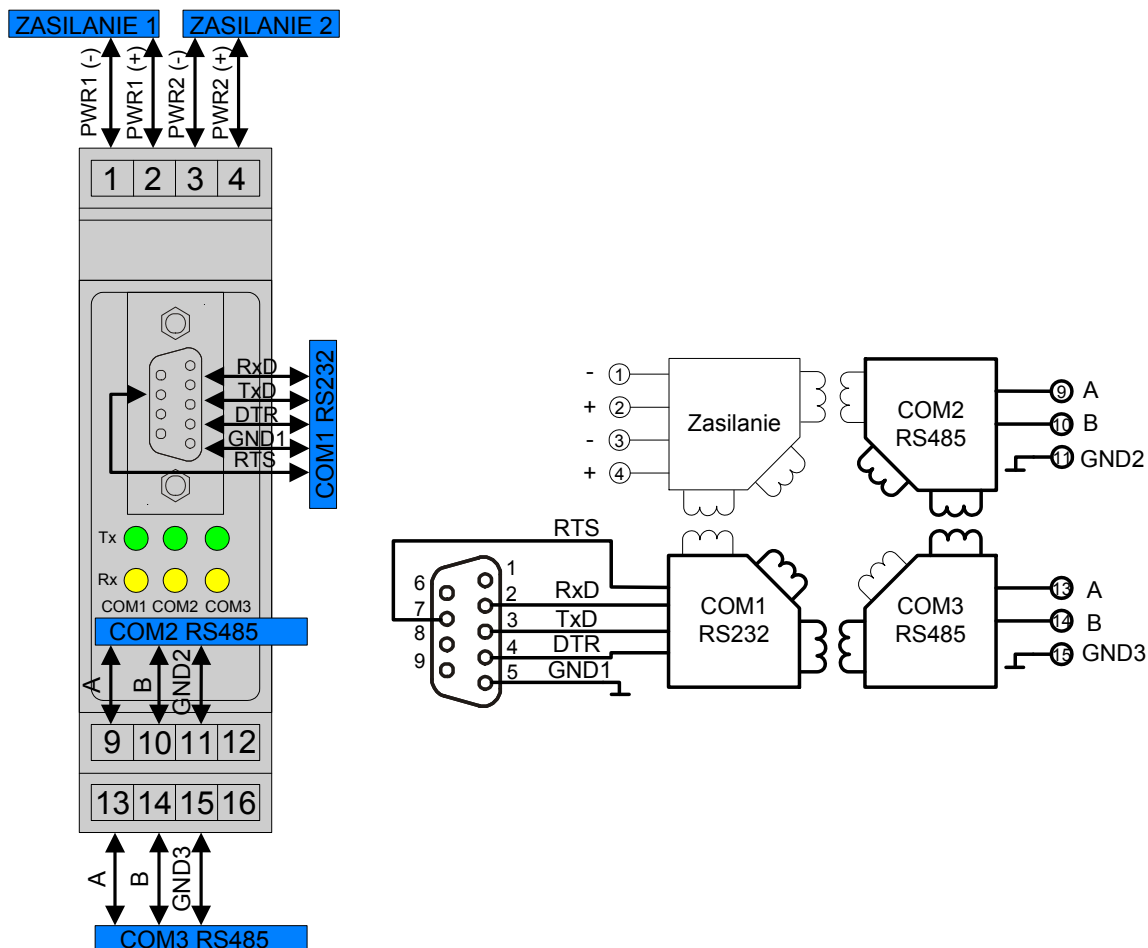 ZASILANIE 1
ZASILANIE 2
PWR1 (-)
PWR1 (+)
PWR2 (-)
PWR2 (+)
1 2 3 4
RxD
TxD
DTR
GND1
RTS
COM1 RS232
Tx
Rx
COM1 COM2 COM3
COM2 RS485
A
B
GND2
9 10 11 12
13 14 15 16
A
B
GND3
COM3 RS485
- 1
+ 2
- 3
+ 4
Zasilanie
COM2
RS485
9 A
10 B
11 GND2
RTS
RxD
TxD
DTR
GND1
6
7
8
9
1
2
3
4
5
COM1
RS232
COM3
RS485
13 A
14 B
15 GND3